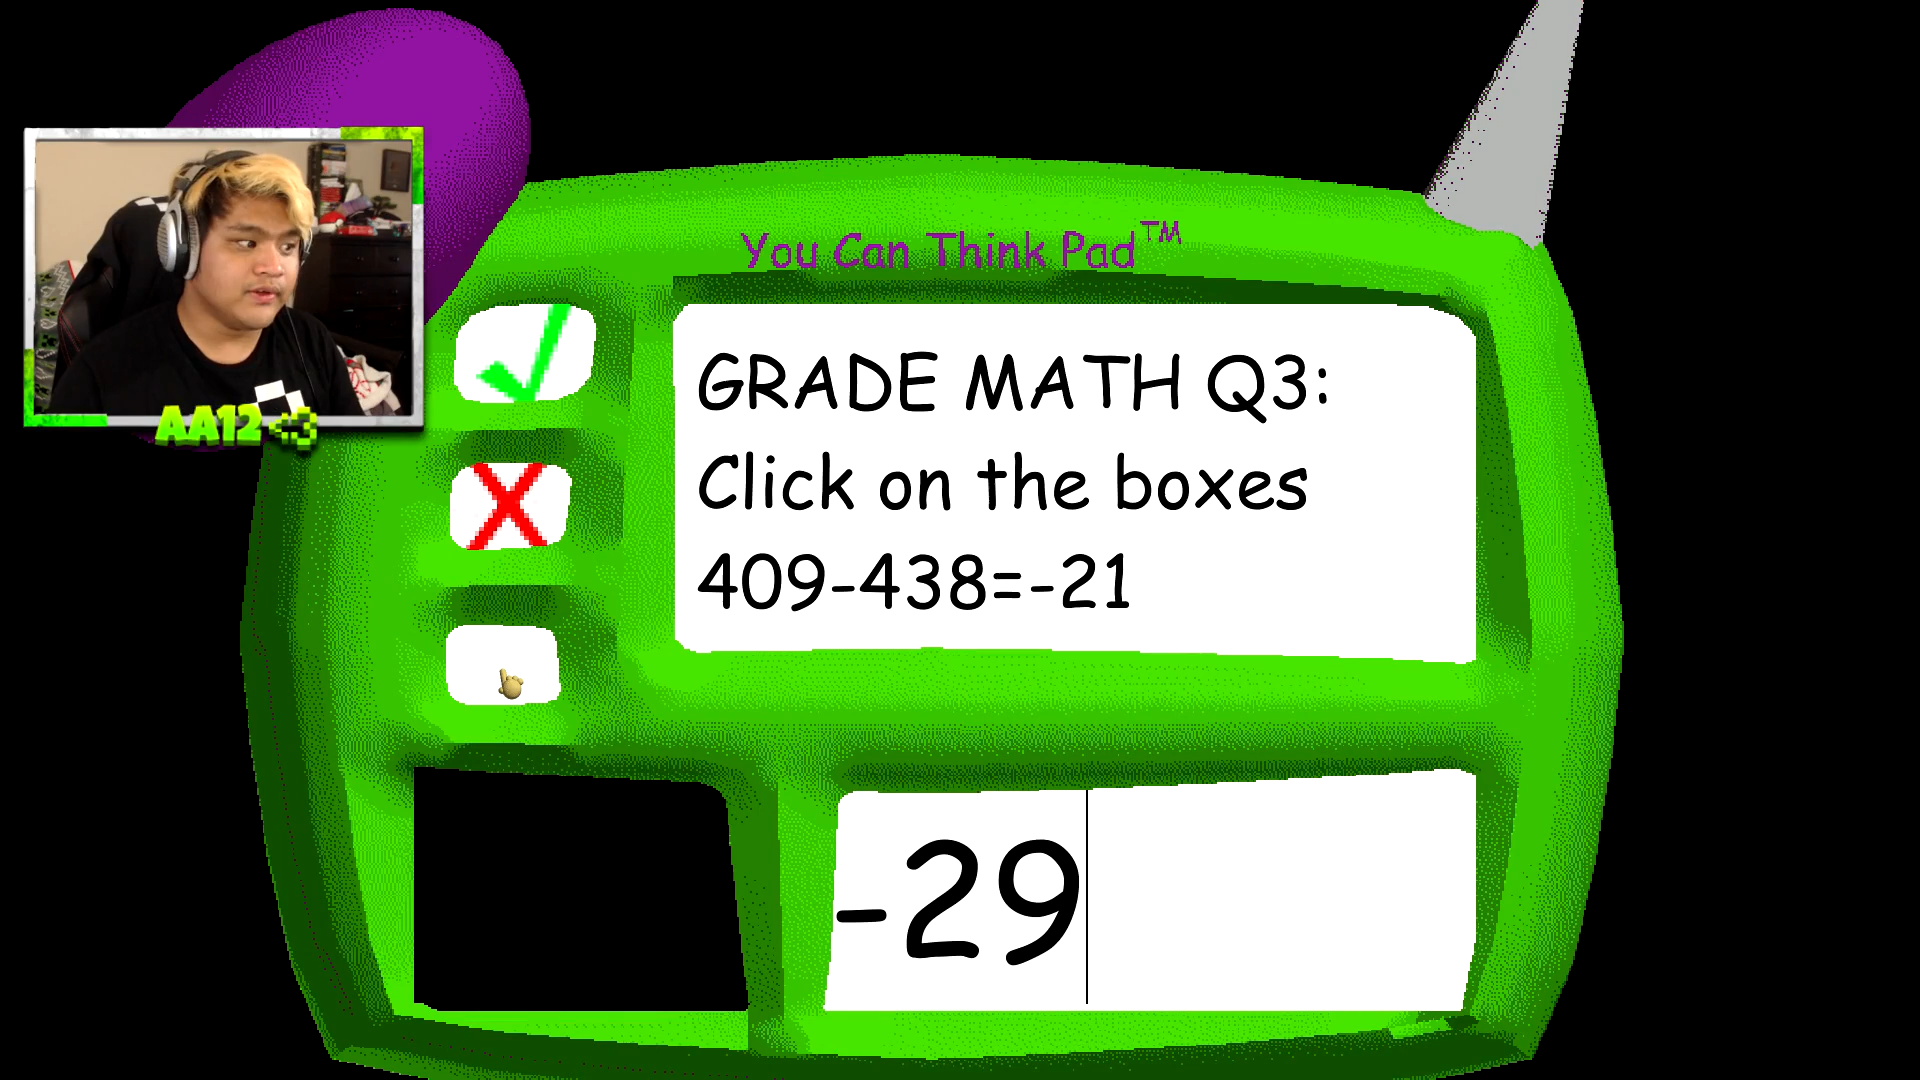 You Can Think Pad™
GRADE MATH Q3:
Click on the boxes
409-438=-21
AA12
-29